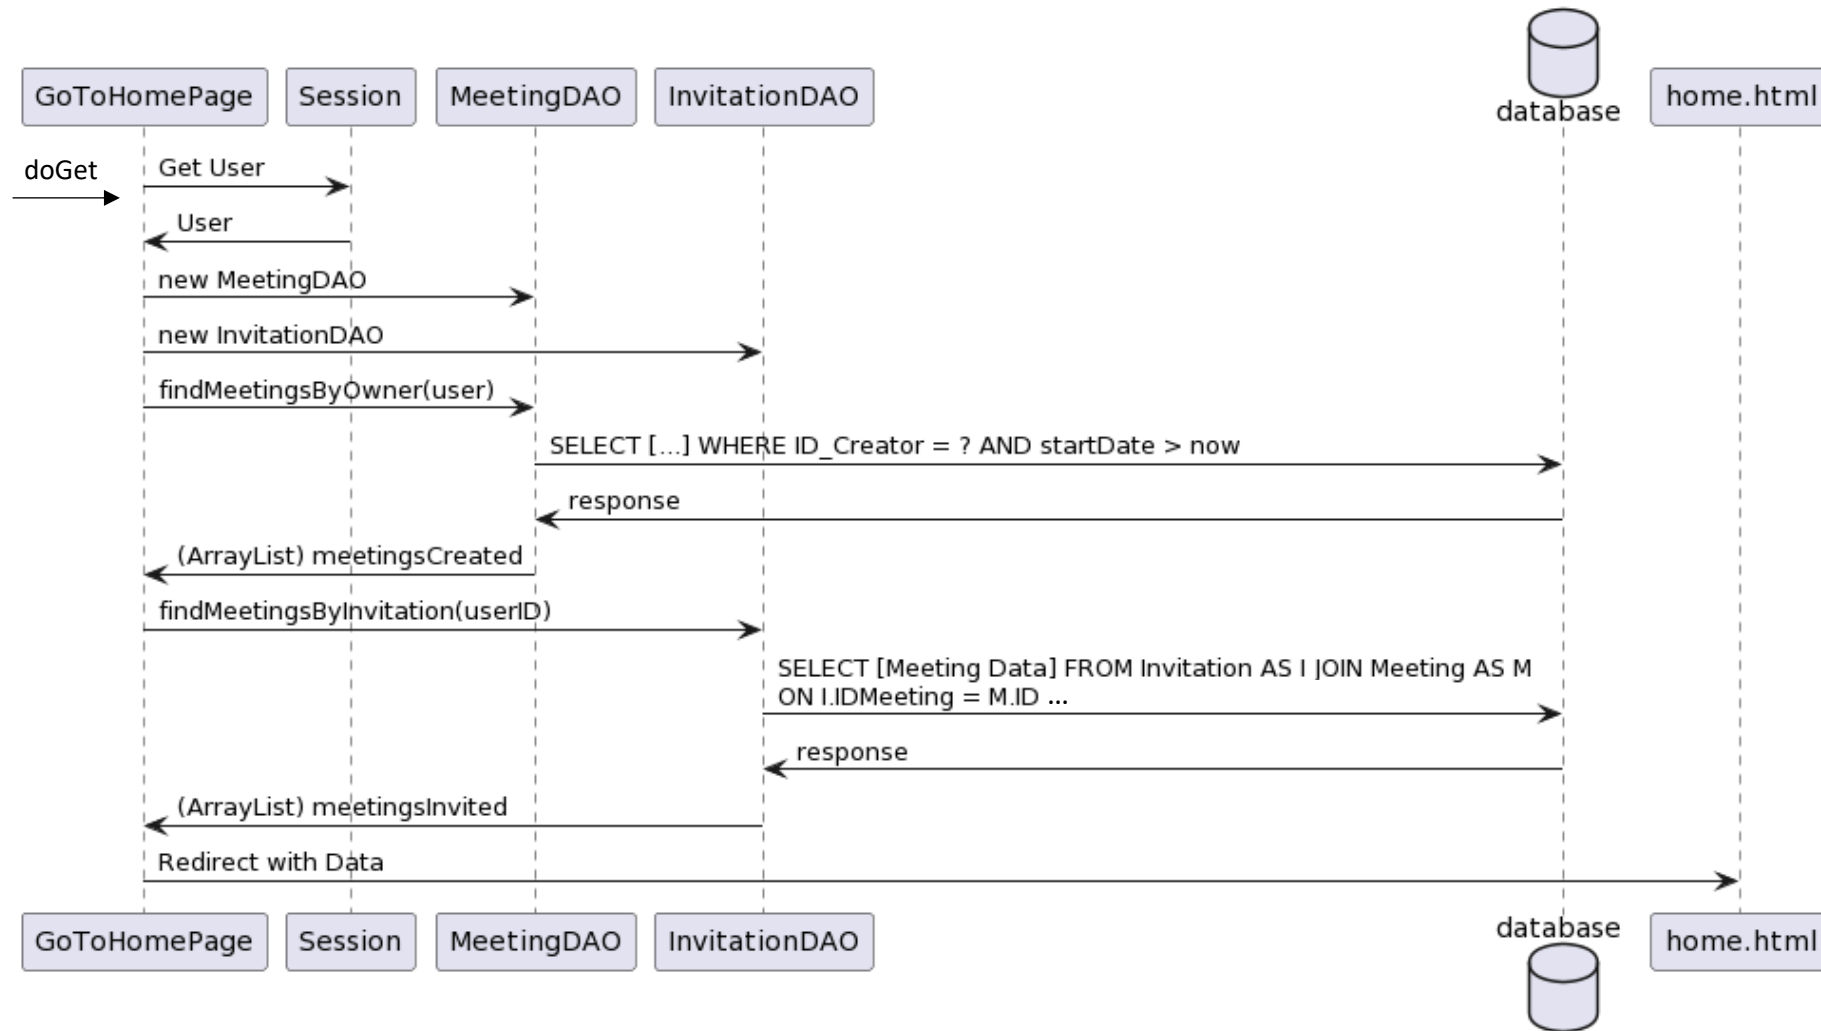 GoToHomePage
Session
MeetingDAO
InvitationDAO
database
home.html
doGet
Get User
User
new MeetingDAO
new InvitationDAO
findMeetingsByOwner(user)
SELECT [...] WHERE ID_Creator = ? AND startDate > now
response
(ArrayList) meetingsCreated
findMeetingsByInvitation(userID)
SELECT [Meeting Data] FROM Invitation AS I JOIN Meeting AS M
ON I.IDMeeting = M.ID ...
response
(ArrayList) meetingsInvited
Redirect with Data
GoToHomePage
Session
MeetingDAO
InvitationDAO
database
home.html